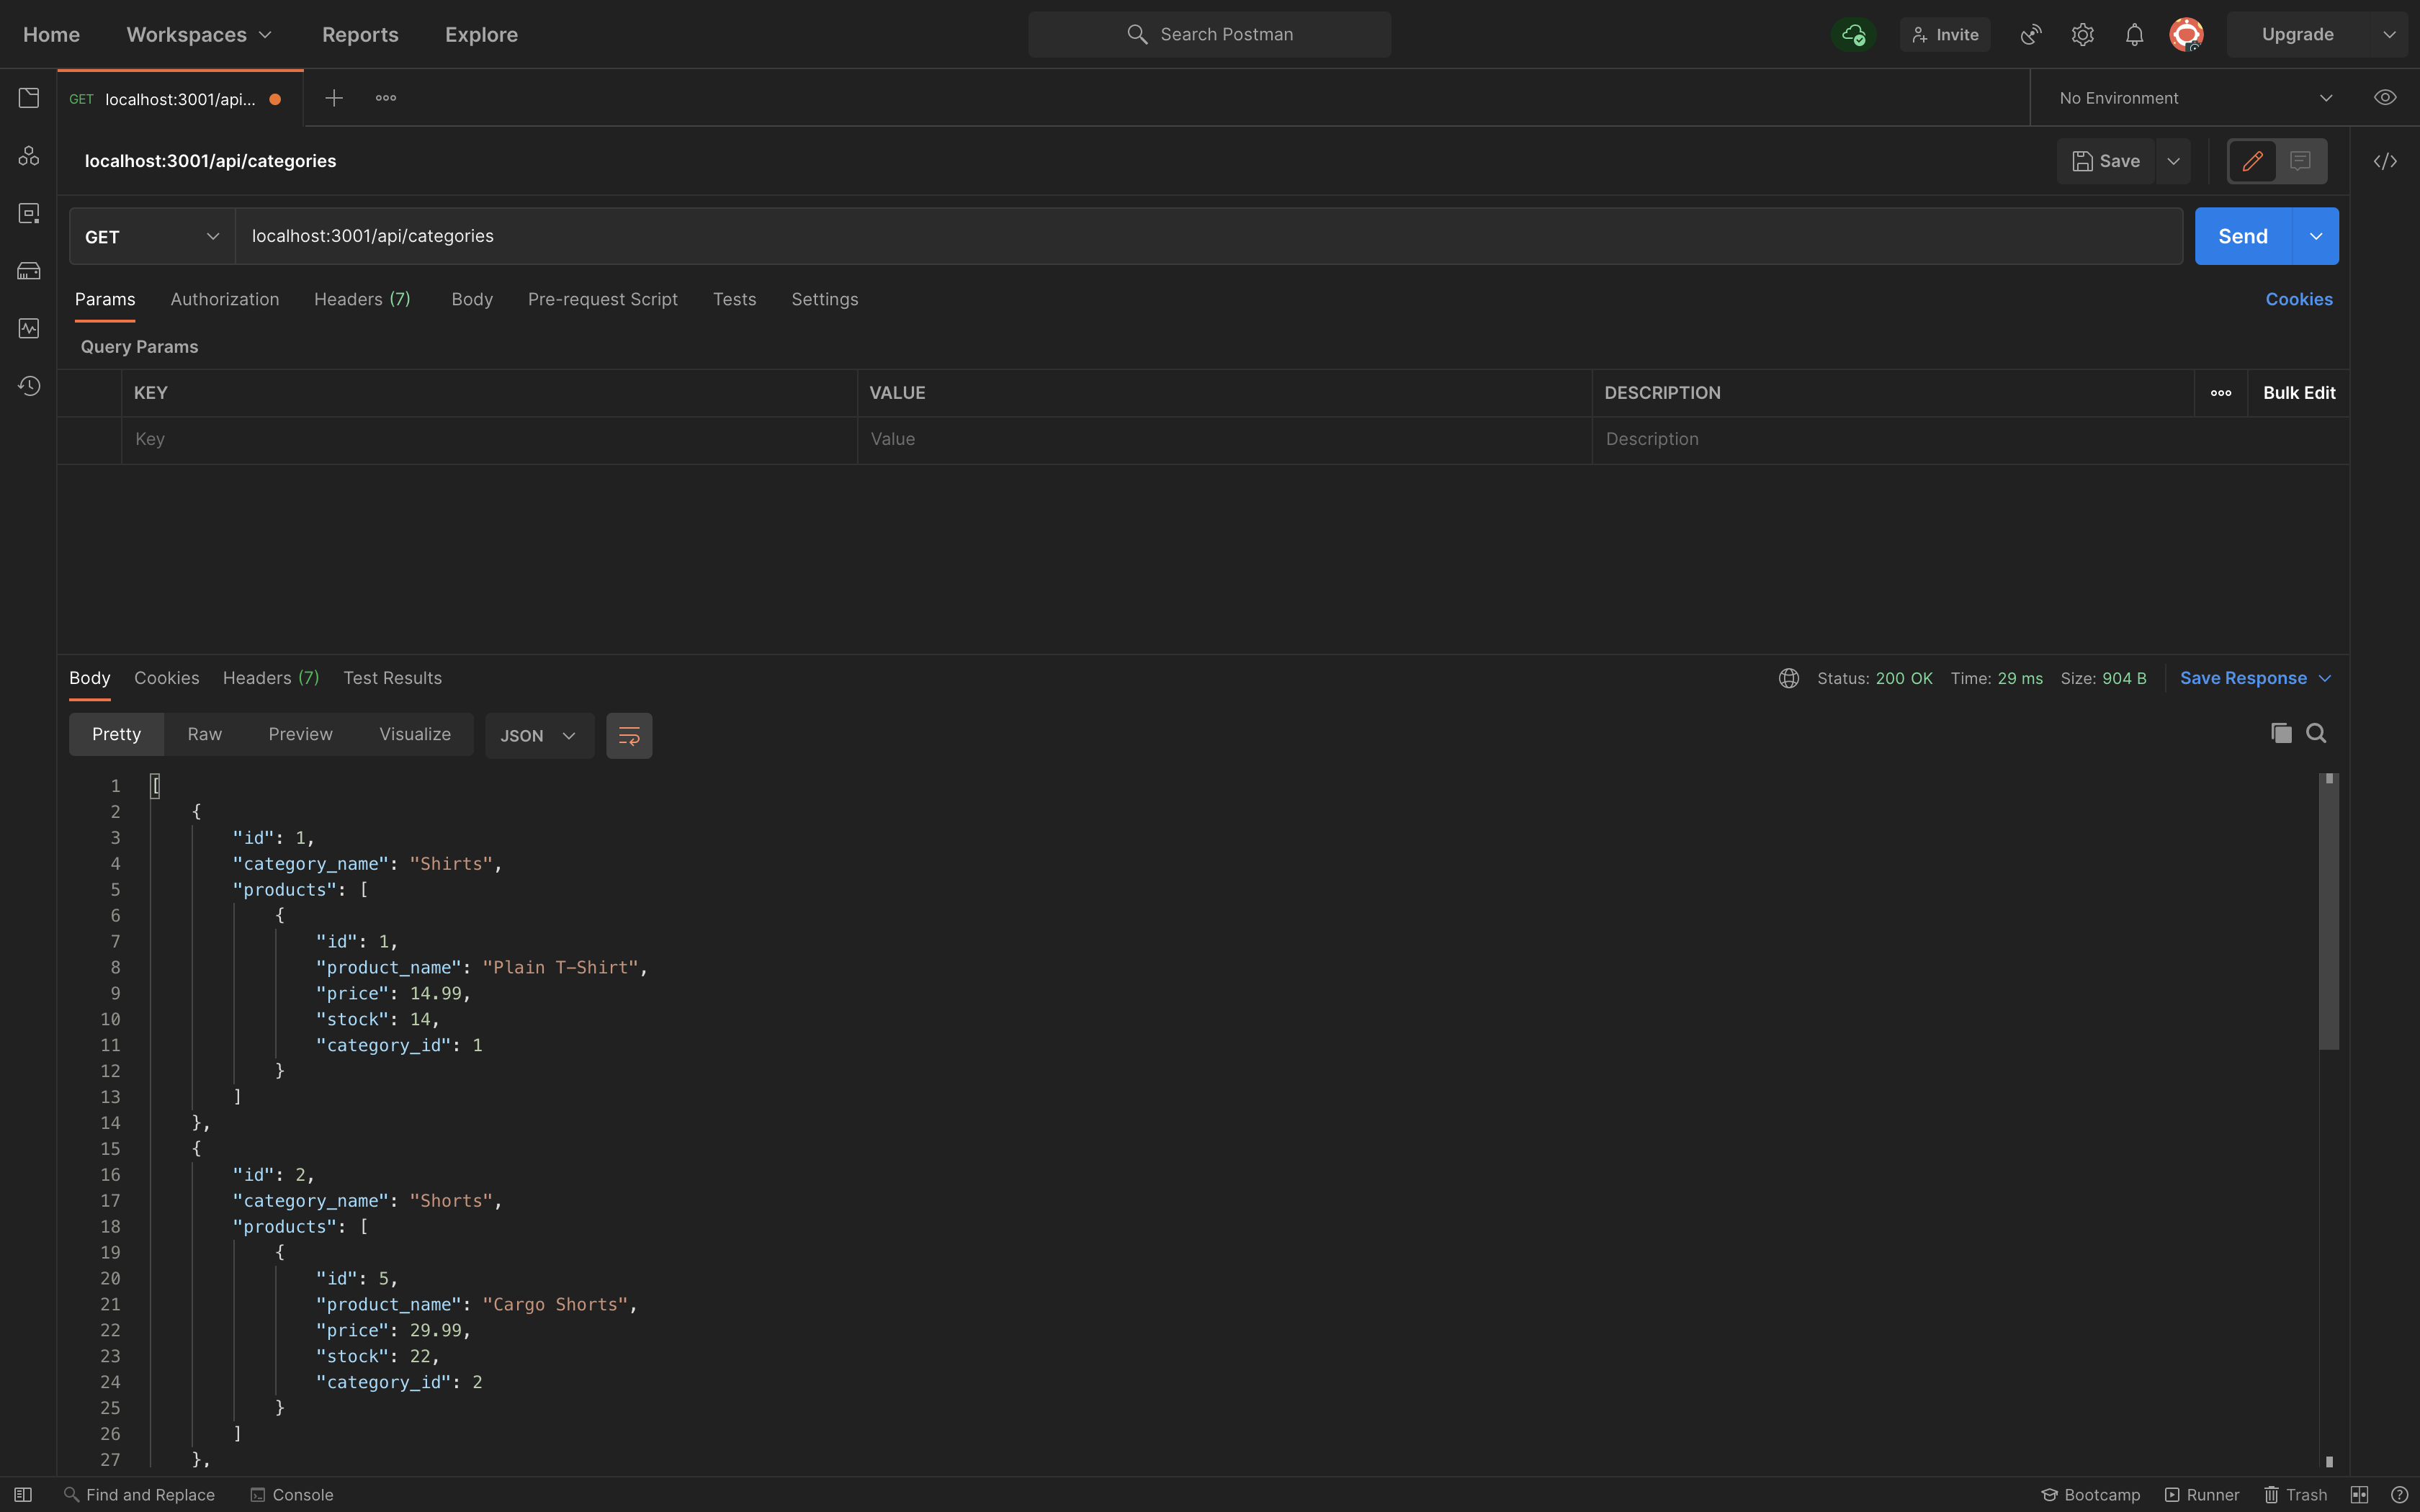 Home Workspaces Reports Explore Search Postman Invite Upgrade
GET localhost:3001/api... No Environment
localhost:3001/api/categories Save
GET localhost:3001/api/categories Send
Params Authorization Headers (7) Body Pre-request Script Tests Settings Cookies
Query Params
KEY VALUE DESCRIPTION Bulk Edit
Key Value Description
Body Cookies Headers (7) Test Results Status: 200 OK Time: 29 ms Size: 904 B Save Response
Pretty Raw Preview Visualize JSON
1 [
2 {
3 "id": 1,
4 "category_name": "Shirts",
5 "products": [
6 {
7 "id": 1,
8 "product_name": "Plain T-Shirt",
9 "price": 14.99,
10 "stock": 14,
11 "category_id": 1
12 }
13 ]
14 },
15 {
16 "id": 2,
17 "category_name": "Shorts",
18 "products": [
19 {
20 "id": 5,
21 "product_name": "Cargo Shorts",
22 "price": 29.99,
23 "stock": 22,
24 "category_id": 2
25 }
26 ]
27 },
Find and Replace Console Bootcamp Runner Trash